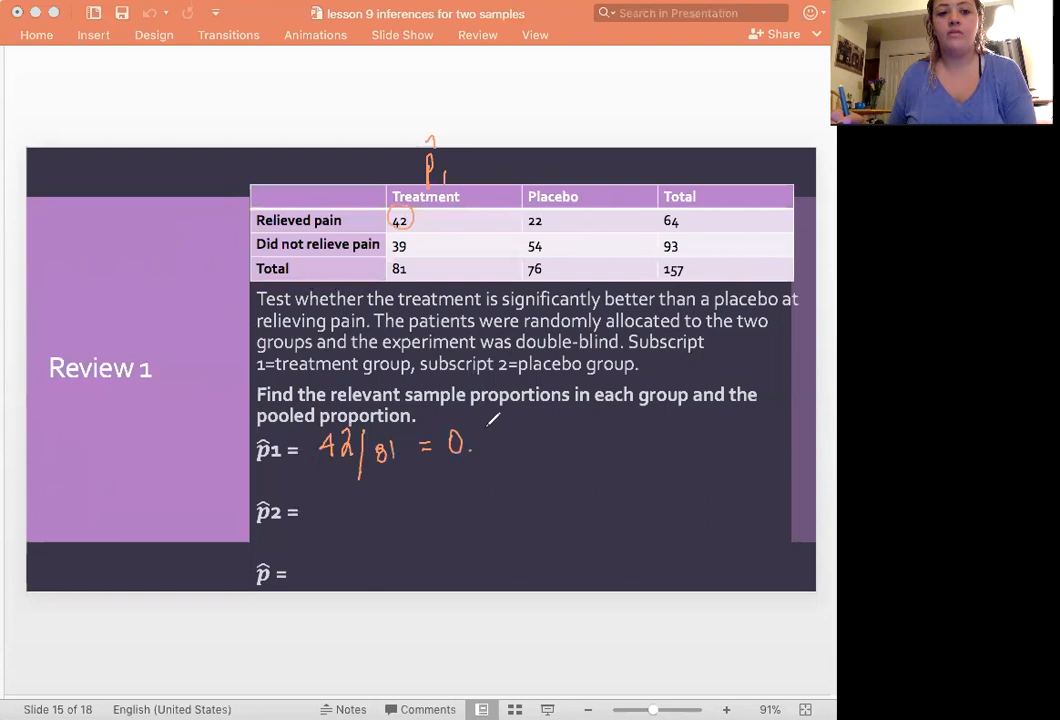 lesson 9 inferences for two samples
Search in Presentation
Home Insert Design Transitions Animations Slide Show Review View Share
p̂1
Treatment Placebo Total
Relieved pain 42 22 64
Did not relieve pain 39 54 93
Total 81 76 157
Test whether the treatment is significantly better than a placebo at
relieving pain. The patients were randomly allocated to the two
groups and the experiment was double-blind. Subscript
1=treatment group, subscript 2=placebo group.
Review 1
Find the relevant sample proportions in each group and the
pooled proportion.
p̂1 = 42/81 = 0.
p̂2 =
p̂ =
Slide 15 of 18 English (United States) Notes Comments 91%